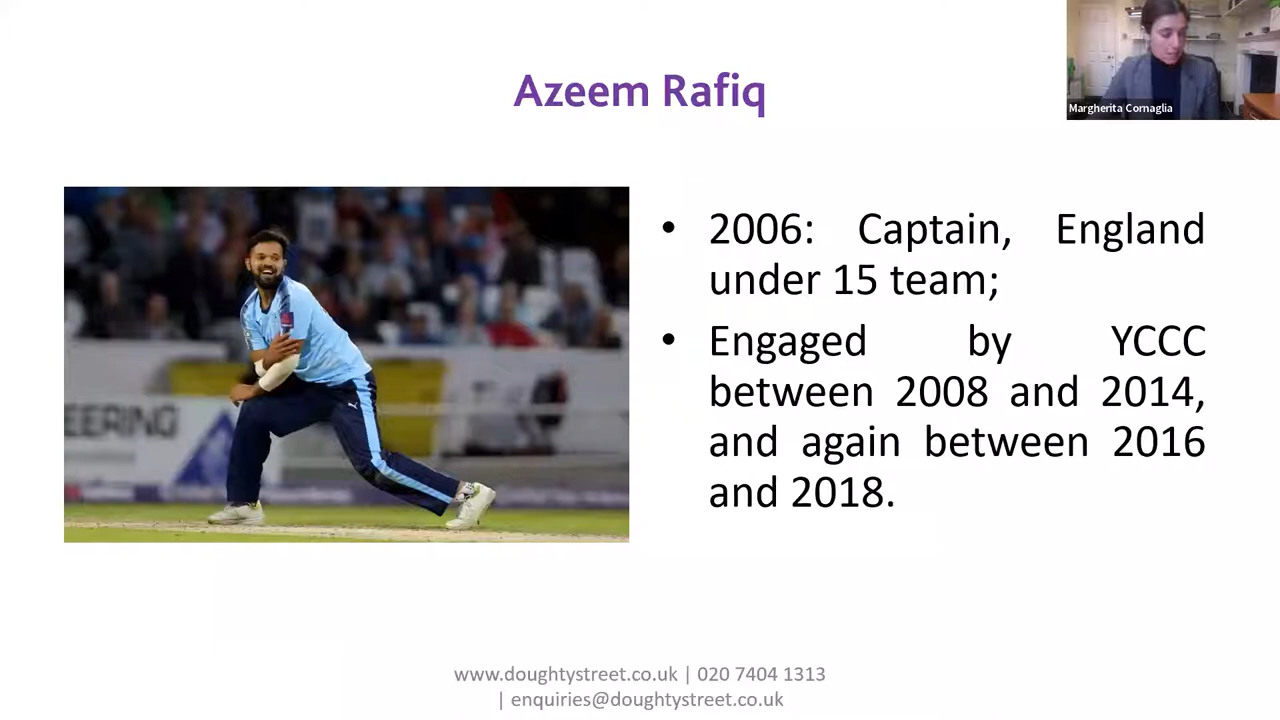 Azeem Rafiq
Margherita Cornaglia
• 2006: Captain, England
under 15 team;
• Engaged by YCCC
between 2008 and 2014,
and again between 2016
and 2018.
EERING
www.doughtystreet.co.uk | 020 7404 1313
| enquiries@doughtystreet.co.uk